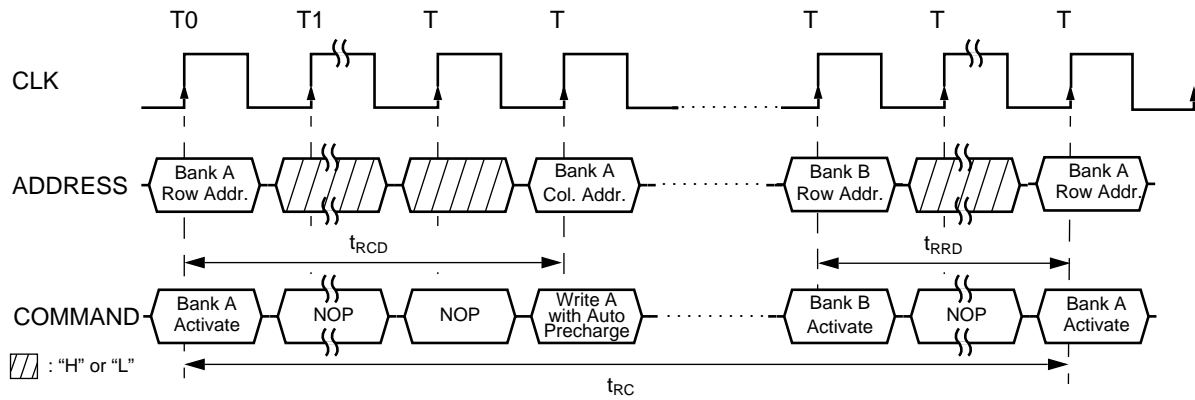 T0 T1 T T T T T
CLK
ADDRESS
Bank A
Row Addr.
Bank A
Col. Addr.
Bank B
Row Addr.
Bank A
Row Addr.
tRCD
tRRD
COMMAND
Bank A
Activate
NOP
NOP
Write A
with Auto
Precharge
Bank B
Activate
NOP
Bank A
Activate
: “H” or “L”
tRC